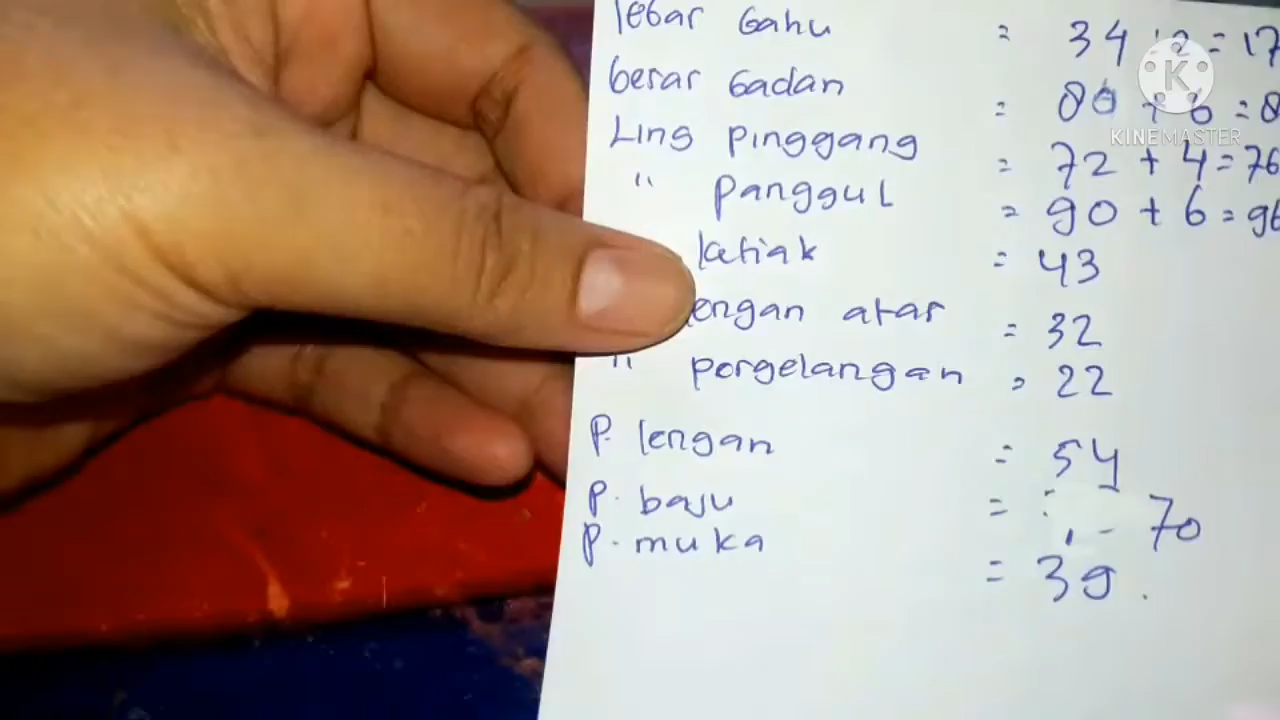 lebar bahu = 34 : 2 = 17
besar badan = 80 + 6 = 8
Ling pinggang = 72 + 4 = 76
" panggul = 90 + 6 = 96
ketiak = 43
engan atas = 32
" pergelangan = 22
P. lengan = 54
P. baju = 70
P. muka = 39.
KINEMASTER